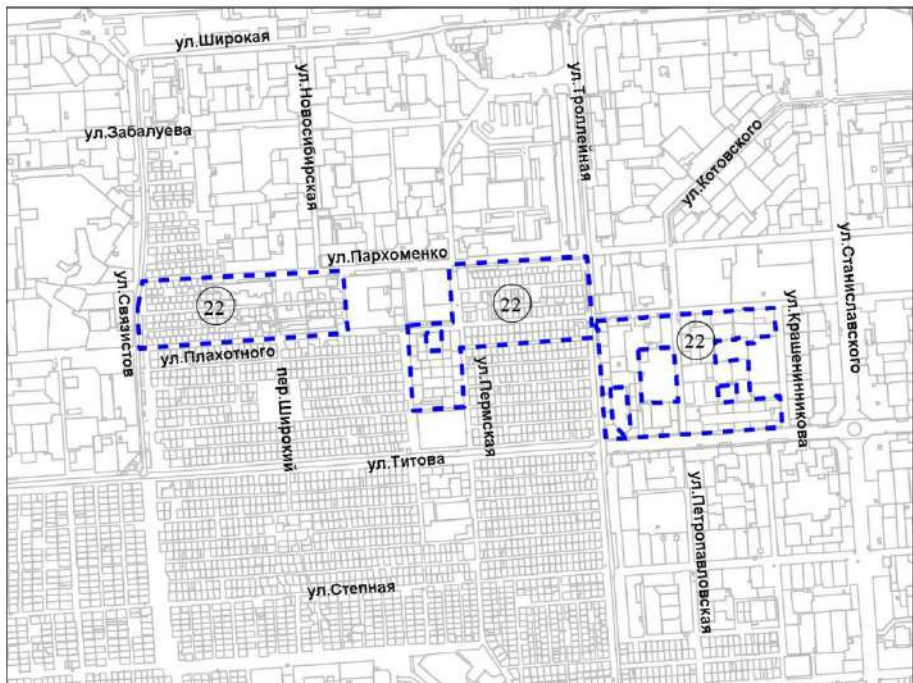 ул.Широкая
ул.Новосибирская
ул.Троллейная
ул.Забалуева
ул.Котовского
ул.Пархоменко
ул.Станиславского
ул.Связистов
22
22
ул.Крашенинникова
22
ул.Плахотного
пер.Широкий
ул.Пермская
ул.Титова
ул.Петропавловская
ул.Степная